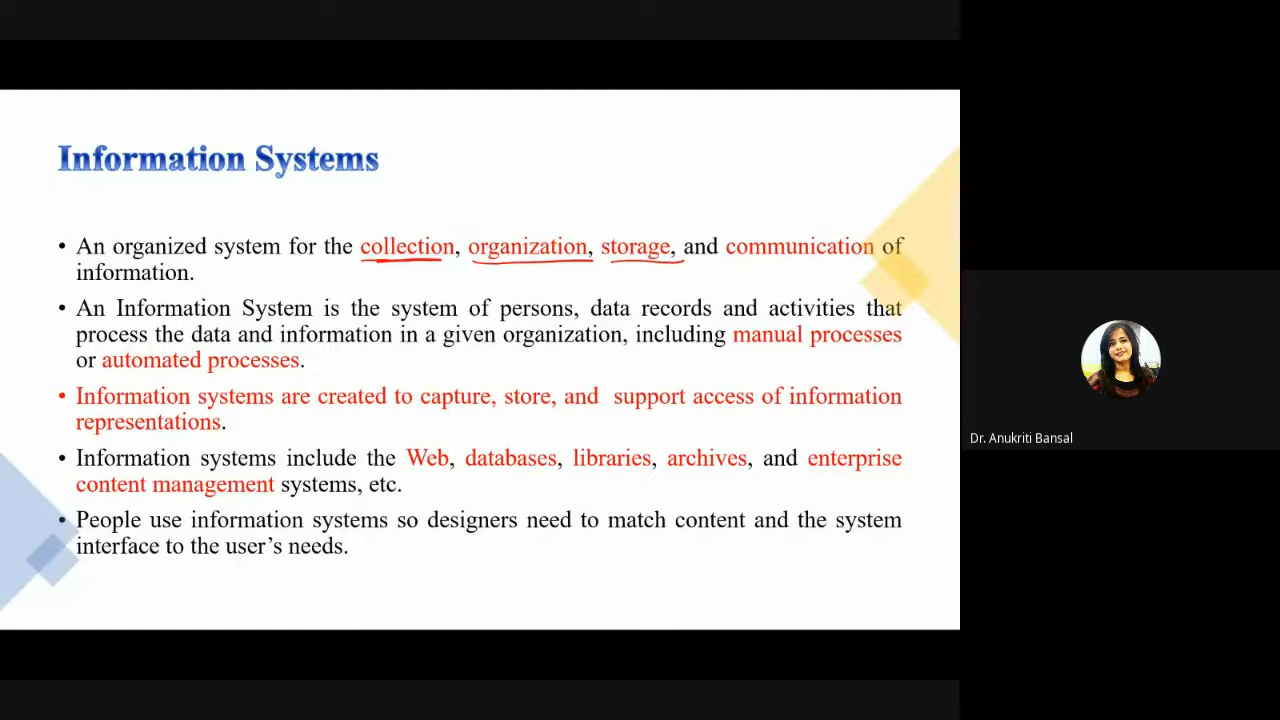 Information Systems
• An organized system for the collection, organization, storage, and communication of
information.
• An Information System is the system of persons, data records and activities that
process the data and information in a given organization, including manual processes
or automated processes.
• Information systems are created to capture, store, and support access of information
representations.
• Information systems include the Web, databases, libraries, archives, and enterprise
content management systems, etc.
• People use information systems so designers need to match content and the system
interface to the user’s needs.
Dr. Anukriti Bansal